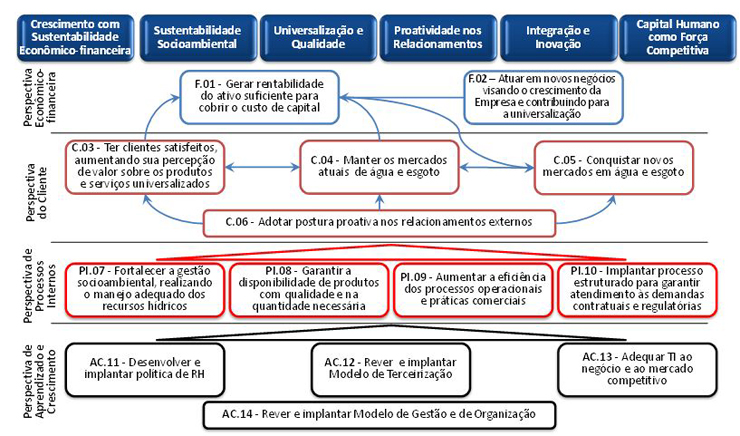 Crescimento com
Sustentabilidade
Econômico-financeira
Sustentabilidade
Socioambiental
Universalização e
Qualidade
Proatividade nos
Relacionamentos
Integração e
Inovação
Capital Humano
como Força
Competitiva
Perspectiva
Econômico-
financeira
F.01 - Gerar rentabilidade
do ativo suficiente para
cobrir o custo de capital
F.02 – Atuar em novos negócios
visando o crescimento da
Empresa e contribuindo para
a universalização
Perspectiva
do Cliente
C.03 - Ter clientes satisfeitos,
aumentando sua percepção
de valor sobre os produtos
e serviços universalizados
C.04 - Manter os mercados
atuais de água e esgoto
C.05 - Conquistar novos
mercados em água e esgoto
C.06 - Adotar postura proativa nos relacionamentos externos
Perspectiva de
Processos
Internos
PI.07 - Fortalecer a gestão
socioambiental, realizando
o manejo adequado dos
recursos hídricos
PI.08 - Garantir a
disponibilidade de produtos
com qualidade e na
quantidade necessária
PI.09 - Aumentar a eficiência
dos processos operacionais
e práticas comerciais
PI.10 - Implantar processo
estruturado para garantir
atendimento às demandas
contratuais e regulatórias
Perspectiva de
Aprendizado e
Crescimento
AC.11 - Desenvolver e
implantar política de RH
AC.12 - Rever e implantar
Modelo de Terceirização
AC.13 - Adequar TI ao
negócio e ao mercado
competitivo
AC.14 - Rever e implantar Modelo de Gestão e de Organização